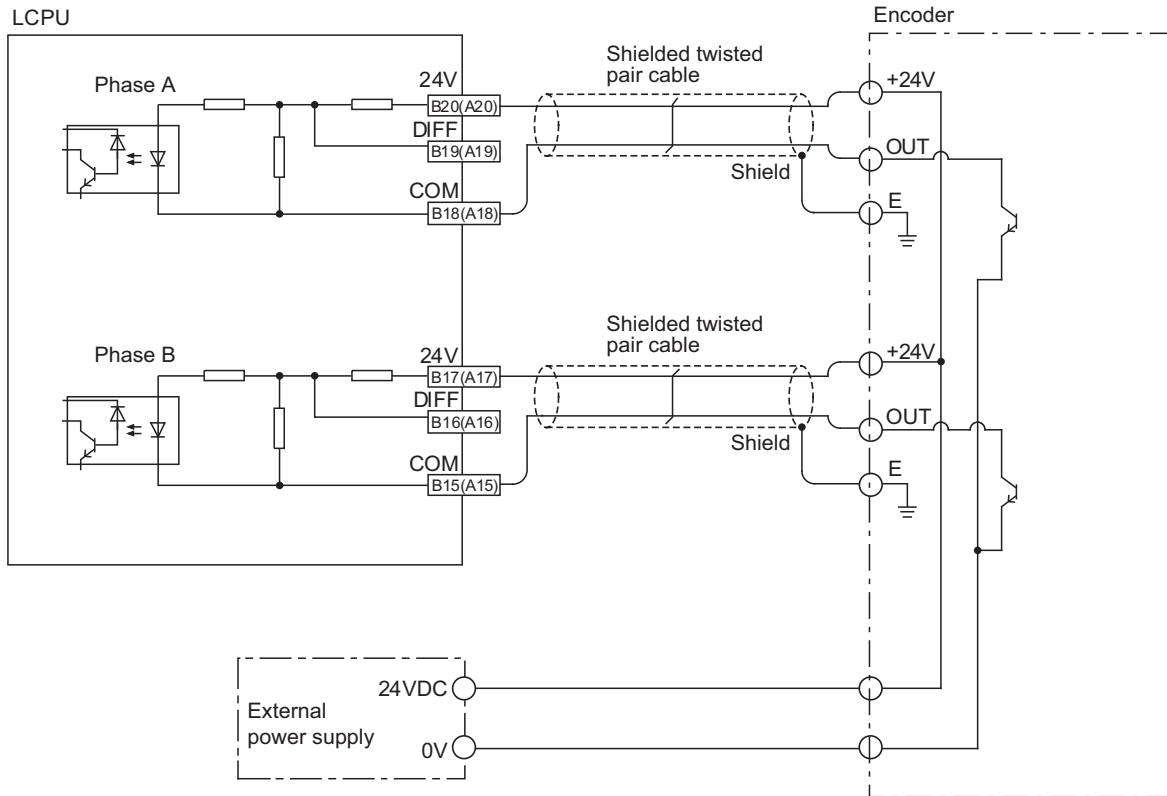 LCPU
Encoder
Phase A
24V
B20(A20)
DIFF
B19(A19)
COM
B18(A18)
Shielded twisted
pair cable
Shield
+24V
OUT
E
Phase B
24V
B17(A17)
DIFF
B16(A16)
COM
B15(A15)
Shielded twisted
pair cable
Shield
+24V
OUT
E
External
power supply
24VDC
0V